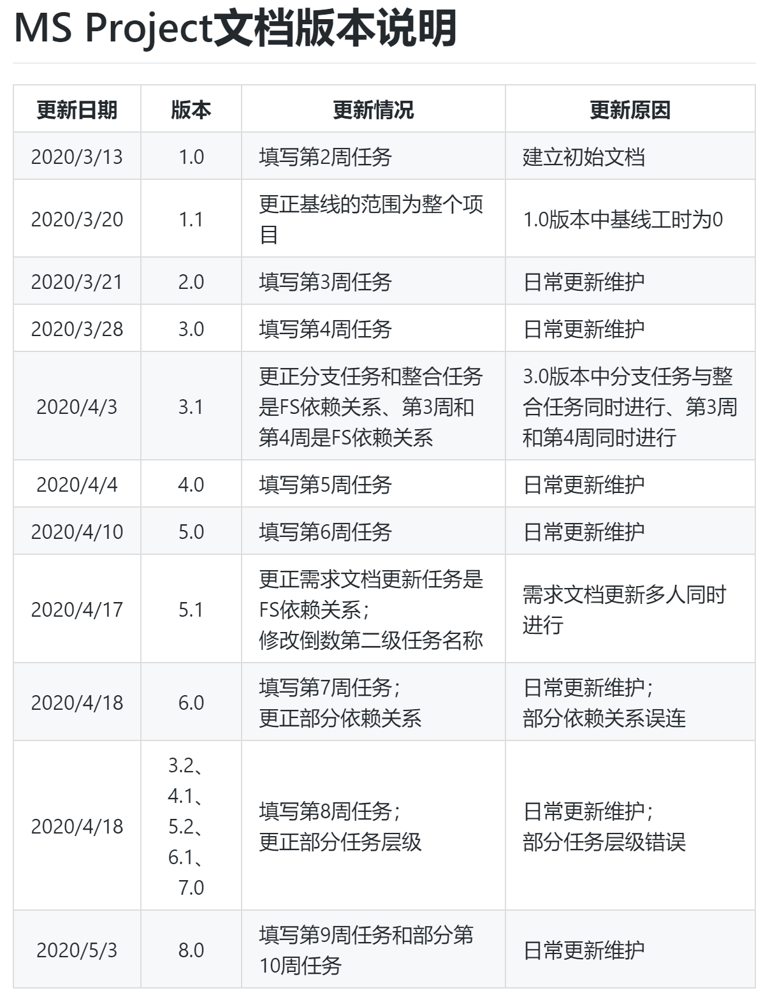 MS Project文档版本说明
更新日期 版本 更新情况 更新原因
2020/3/13 1.0 填写第2周任务 建立初始文档
2020/3/20 1.1 更正基线的范围为整个项
目 1.0版本中基线工时为0
2020/3/21 2.0 填写第3周任务 日常更新维护
2020/3/28 3.0 填写第4周任务 日常更新维护
2020/4/3 3.1 更正分支任务和整合任务
是FS依赖关系、第3周和
第4周是FS依赖关系
3.0版本中分支任务与整
合任务同时进行、第3周
和第4周同时进行
2020/4/4 4.0 填写第5周任务 日常更新维护
2020/4/10 5.0 填写第6周任务 日常更新维护
2020/4/17 5.1 更正需求文档更新任务是
FS依赖关系；
修改倒数第二级任务名称
需求文档更新多人同时
进行
2020/4/18 6.0 填写第7周任务；
更正部分依赖关系
日常更新维护；
部分依赖关系误连
2020/4/18 3.2、
4.1、
5.2、
6.1、
7.0
填写第8周任务；
更正部分任务层级
日常更新维护；
部分任务层级错误
2020/5/3 8.0 填写第9周任务和部分第
10周任务
日常更新维护